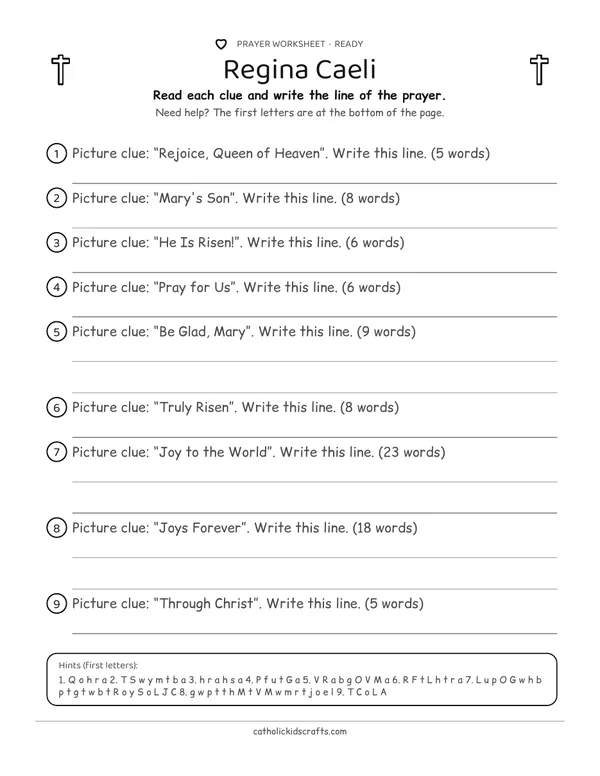 PRAYER WORKSHEET · READY
Regina Caeli
Read each clue and write the line of the prayer.
Need help? The first letters are at the bottom of the page.
1 Picture clue: “Rejoice, Queen of Heaven”. Write this line. (5 words)
2 Picture clue: “Mary's Son”. Write this line. (8 words)
3 Picture clue: “He Is Risen!”. Write this line. (6 words)
4 Picture clue: “Pray for Us”. Write this line. (6 words)
5 Picture clue: “Be Glad, Mary”. Write this line. (9 words)
6 Picture clue: “Truly Risen”. Write this line. (8 words)
7 Picture clue: “Joy to the World”. Write this line. (23 words)
8 Picture clue: “Joys Forever”. Write this line. (18 words)
9 Picture clue: “Through Christ”. Write this line. (5 words)
Hints (first letters):
1. Q o h r a 2. T S w y m t b a 3. h r a h s a 4. P f u t G a 5. V R a b g O V M a 6. R F t L h t r a 7. L u p O G w h b
p t g t w b t R o y S o L J C 8. g w p t t h M t V M w m r t j o e l 9. T C o L A
catholickidscrafts.com